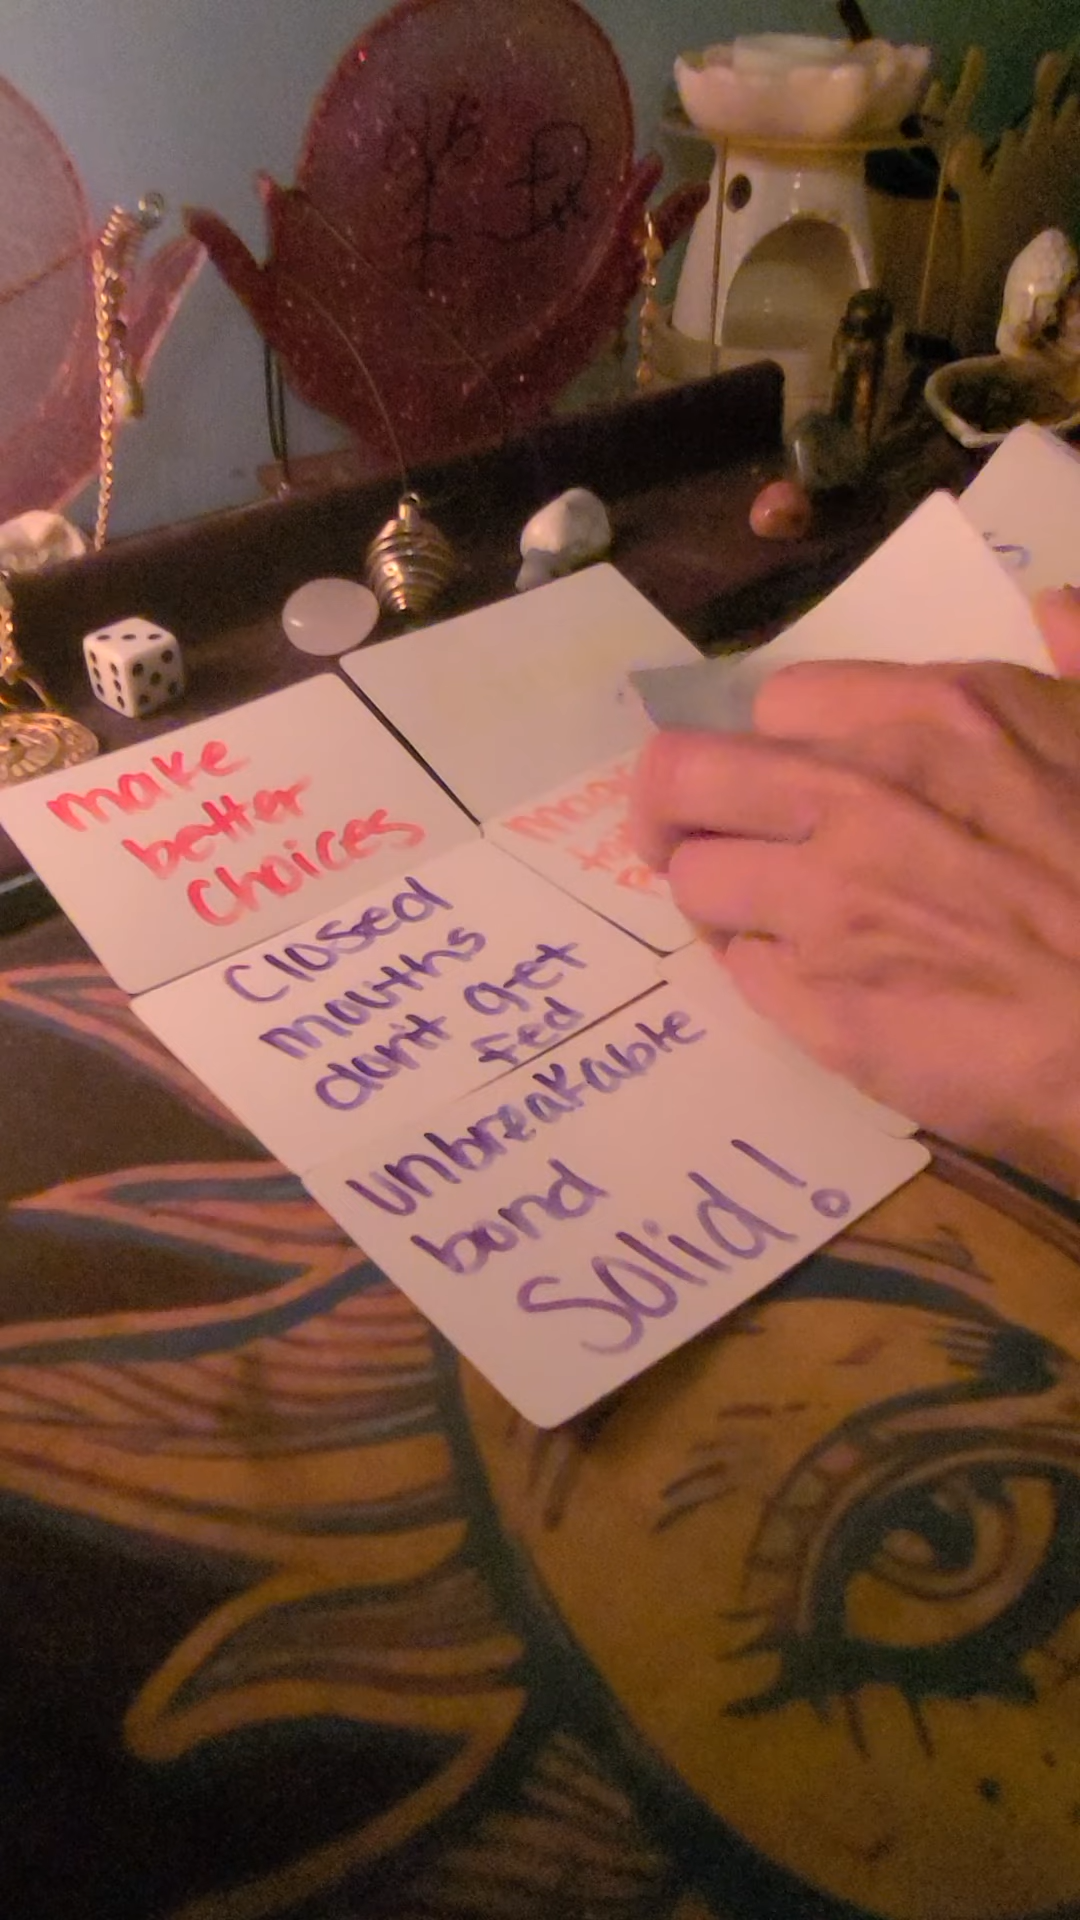 make
better
choices
closed
mouths
don't get
fed
unbreakable
bond
Solid!